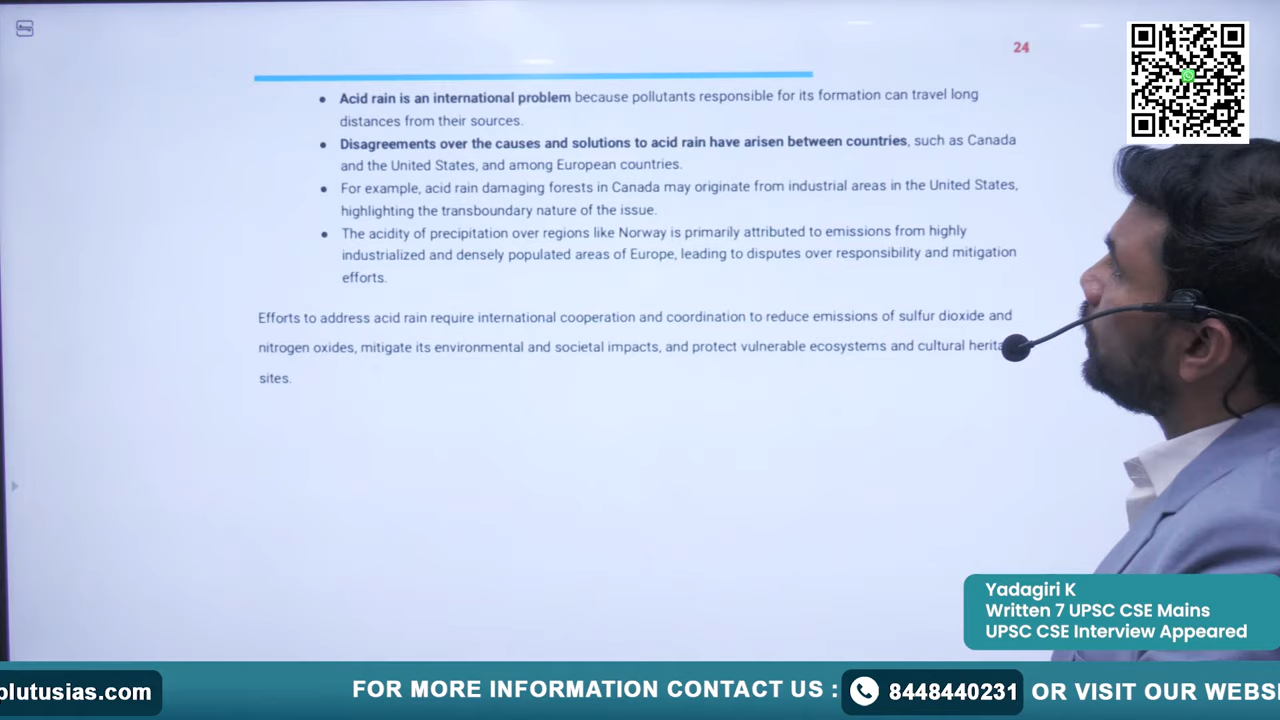 24
• Acid rain is an international problem because pollutants responsible for its formation can travel long
distances from their sources.
• Disagreements over the causes and solutions to acid rain have arisen between countries, such as Canada
and the United States, and among European countries.
• For example, acid rain damaging forests in Canada may originate from industrial areas in the United States,
highlighting the transboundary nature of the issue.
• The acidity of precipitation over regions like Norway is primarily attributed to emissions from highly
industrialized and densely populated areas of Europe, leading to disputes over responsibility and mitigation
efforts.
Efforts to address acid rain require international cooperation and coordination to reduce emissions of sulfur dioxide and
nitrogen oxides, mitigate its environmental and societal impacts, and protect vulnerable ecosystems and cultural herita
sites.
Yadagiri K
Written 7 UPSC CSE Mains
UPSC CSE Interview Appeared
plutusias.com FOR MORE INFORMATION CONTACT US : 8448440231 OR VISIT OUR WEBSI